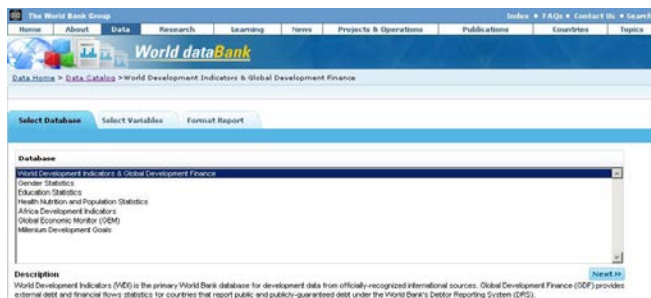 The World Bank Group
Index • FAQs • Contact Us • Search
Home About Data Research Learning News Projects & Operations Publications Countries Topics
World dataBank
Data Home > Data Catalog >World Development Indicators & Global Development Finance
Select Database Select Variables Format Report
Database
World Development Indicators & Global Development Finance
Gender Statistics
Education Statistics
Health Nutrition and Population Statistics
Africa Development Indicators
Global Economic Monitor (GEM)
Millenium Development Goals
Description
Next >>
World Development Indicators (WDI) is the primary World Bank database for development data from officially-recognized international sources. Global Development Finance (GDF) provides
external debt and financial flows statistics for countries that report public and publicly-guaranteed debt under the World Bank's Debtor Reporting System (DRS).